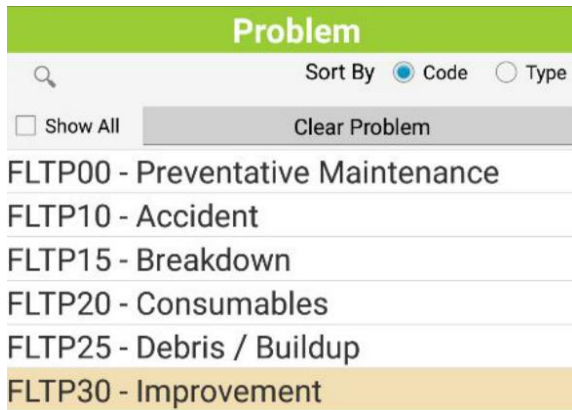 Problem
Sort By Code Type
Show All Clear Problem
FLTP00 - Preventative Maintenance
FLTP10 - Accident
FLTP15 - Breakdown
FLTP20 - Consumables
FLTP25 - Debris / Buildup
FLTP30 - Improvement